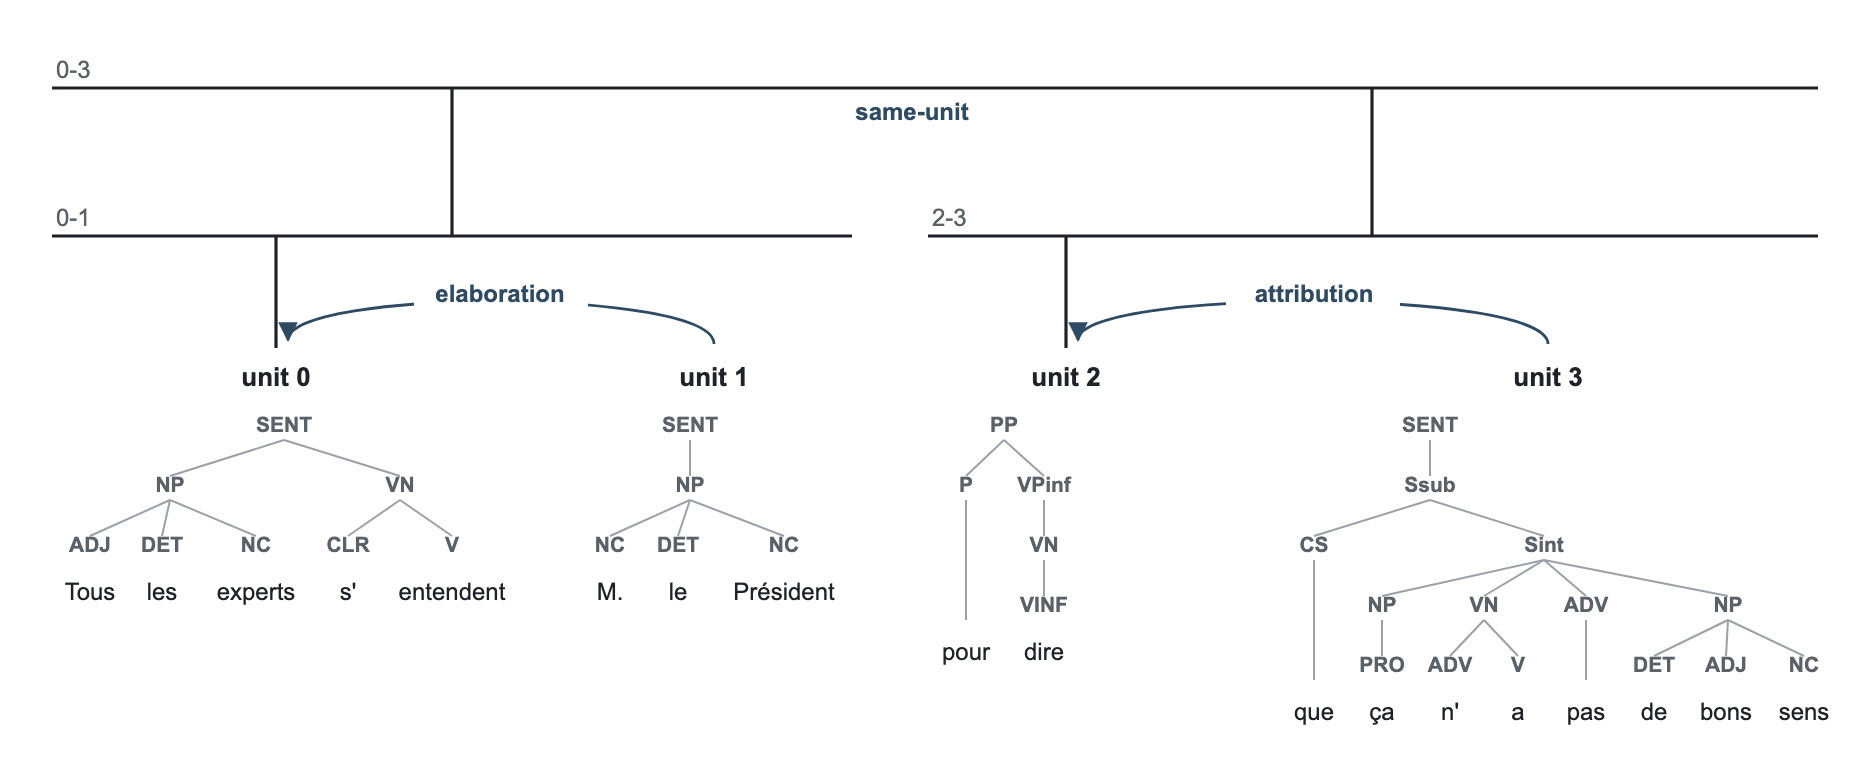 0-3
same-unit
0-1 2-3
elaboration attribution
unit 0 unit 1 unit 2 unit 3
SENT SENT PP SENT
NP VN NP P VPinf Ssub
ADJ DET NC CLR V NC DET NC VN CS Sint
Tous les experts s' entendent M. le Président VINF NP VN ADV NP
pour dire PRO ADV V DET ADJ NC
que ça n' a pas de bons sens